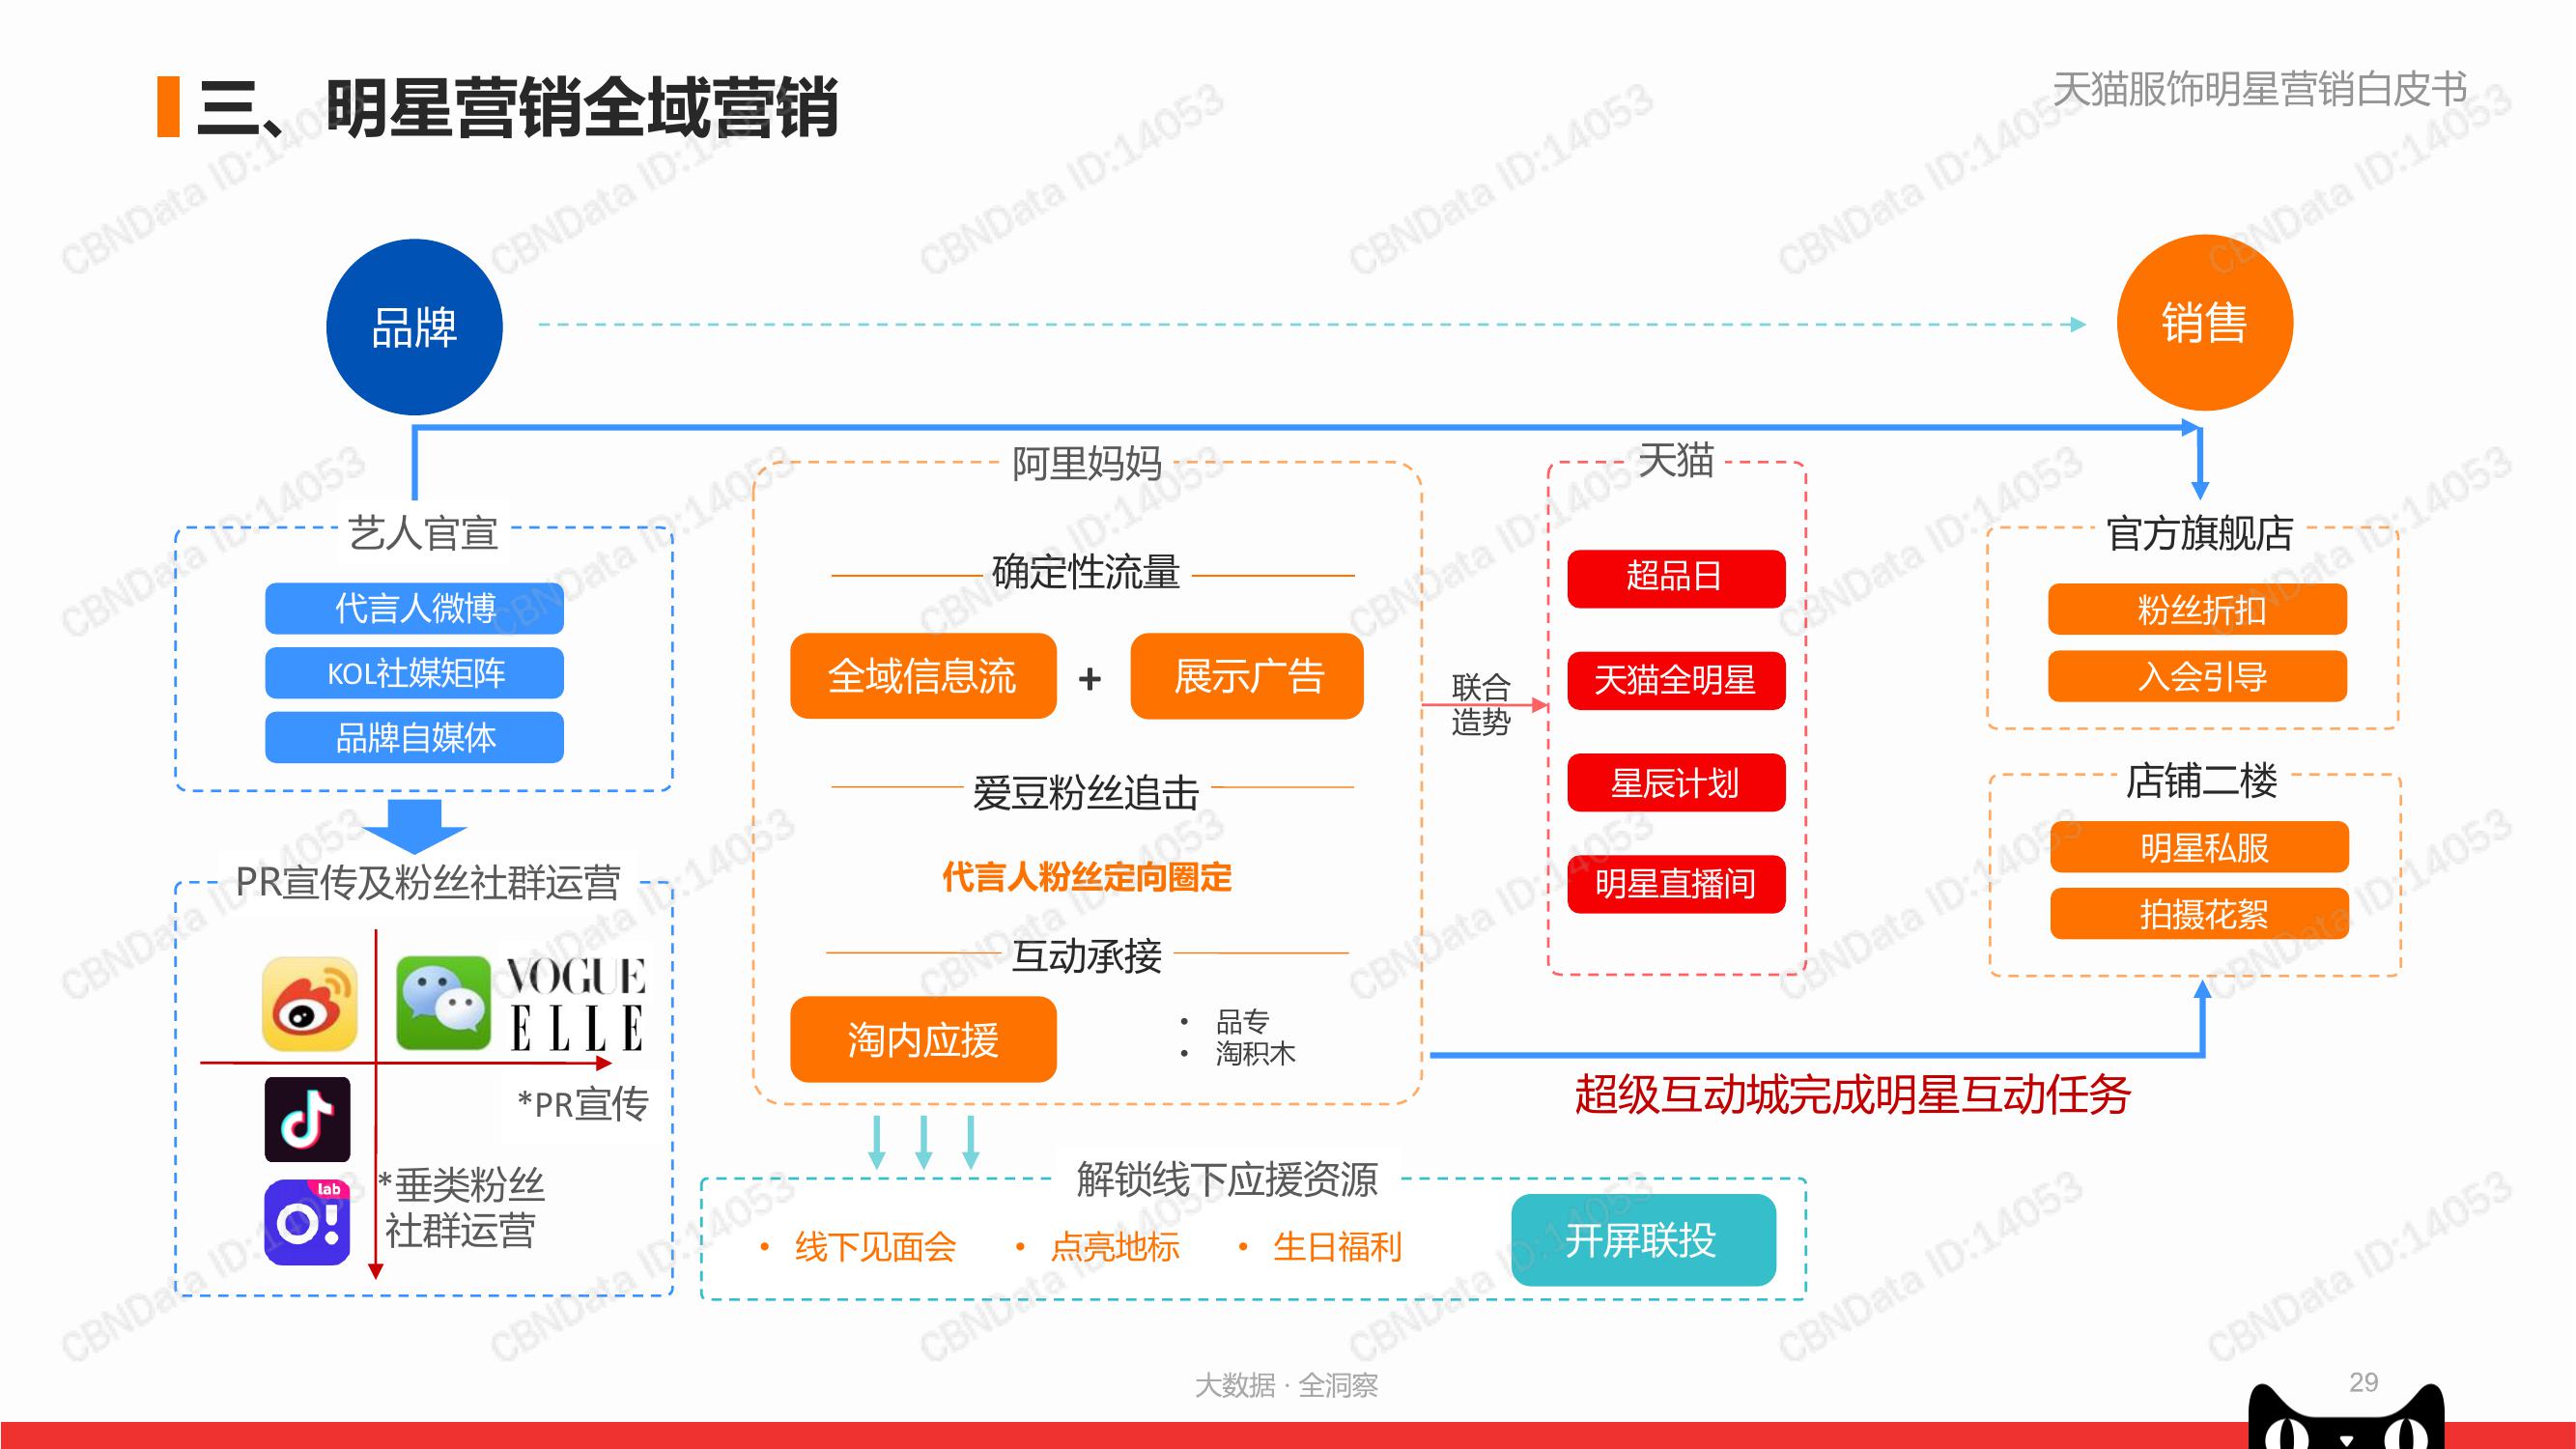 三、明星营销全域营销
天猫服饰明星营销白皮书
品牌
销售
艺人官宣
代言人微博
KOL社媒矩阵
品牌自媒体
PR宣传及粉丝社群运营
VOGUE
ELLE
*PR宣传
lab
*垂类粉丝
社群运营
阿里妈妈
确定性流量
全域信息流
+
展示广告
爱豆粉丝追击
代言人粉丝定向圈定
互动承接
淘内应援
• 品专
• 淘积木
联合
造势
天猫
超品日
天猫全明星
星辰计划
明星直播间
官方旗舰店
粉丝折扣
入会引导
店铺二楼
明星私服
拍摄花絮
超级互动城完成明星互动任务
解锁线下应援资源
• 线下见面会
• 点亮地标
• 生日福利
开屏联投
大数据 · 全洞察
29
CBNData ID:14053